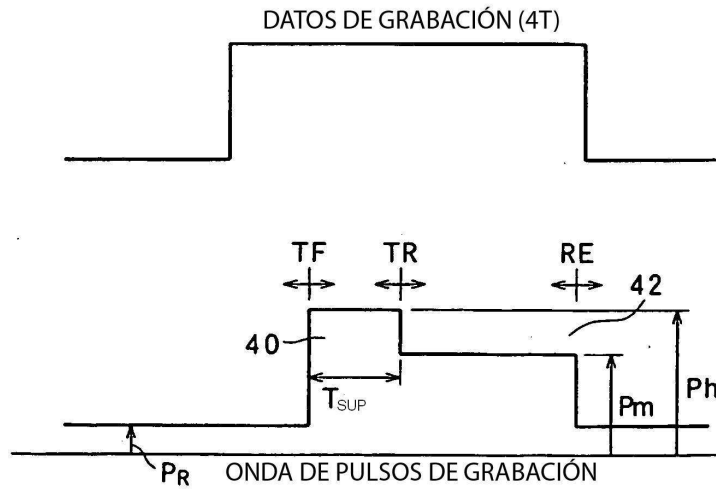 DATOS DE GRABACIÓN (4T)
TF TR RE
42
40
TSUP
Pm Ph
PR
ONDA DE PULSOS DE GRABACIÓN